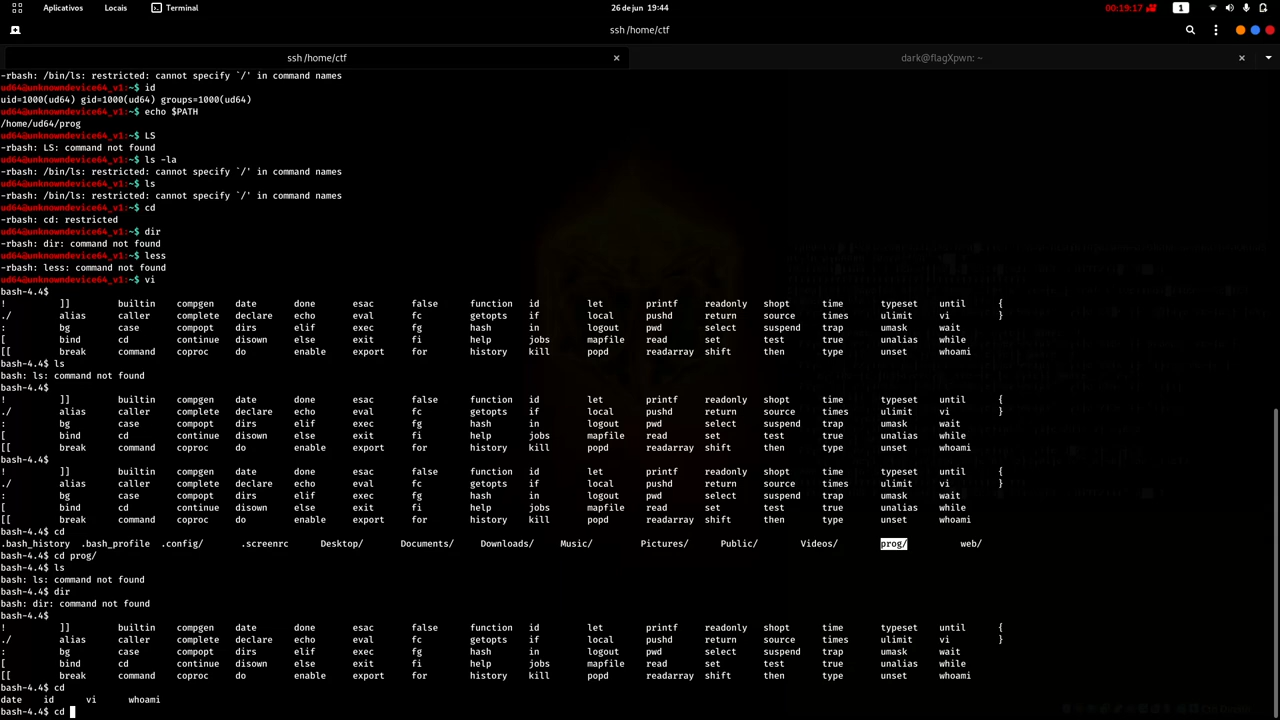 Aplicativos Locais Terminal 26 de jun 19:44 00:19:17 1
ssh /home/ctf
ssh /home/ctf dark@flagXpwn: ~
-rbash: /bin/ls: restricted: cannot specify `/' in command names
ud64@unknowndevice64_v1:~$ id
uid=1000(ud64) gid=1000(ud64) groups=1000(ud64)
ud64@unknowndevice64_v1:~$ echo $PATH
/home/ud64/prog
ud64@unknowndevice64_v1:~$ LS
-rbash: LS: command not found
ud64@unknowndevice64_v1:~$ ls -la
-rbash: /bin/ls: restricted: cannot specify `/' in command names
ud64@unknowndevice64_v1:~$ ls
-rbash: /bin/ls: restricted: cannot specify `/' in command names
ud64@unknowndevice64_v1:~$ cd
-rbash: cd: restricted
ud64@unknowndevice64_v1:~$ dir
-rbash: dir: command not found
ud64@unknowndevice64_v1:~$ less
-rbash: less: command not found
ud64@unknowndevice64_v1:~$ vi
bash-4.4$
! ]] builtin compgen date done esac false function id let printf readonly shopt time typeset until {
./ alias caller complete declare echo eval fc getopts if local pushd return source times ulimit vi }
: bg case compopt dirs elif exec fg hash in logout pwd select suspend trap umask wait
[ bind cd continue disown else exit fi help jobs mapfile read set test true unalias while
[[ break command coproc do enable export for history kill popd readarray shift then type unset whoami
bash-4.4$ ls
bash: ls: command not found
bash-4.4$
! ]] builtin compgen date done esac false function id let printf readonly shopt time typeset until {
./ alias caller complete declare echo eval fc getopts if local pushd return source times ulimit vi }
: bg case compopt dirs elif exec fg hash in logout pwd select suspend trap umask wait
[ bind cd continue disown else exit fi help jobs mapfile read set test true unalias while
[[ break command coproc do enable export for history kill popd readarray shift then type unset whoami
bash-4.4$
! ]] builtin compgen date done esac false function id let printf readonly shopt time typeset until {
./ alias caller complete declare echo eval fc getopts if local pushd return source times ulimit vi }
: bg case compopt dirs elif exec fg hash in logout pwd select suspend trap umask wait
[ bind cd continue disown else exit fi help jobs mapfile read set test true unalias while
[[ break command coproc do enable export for history kill popd readarray shift then type unset whoami
bash-4.4$ cd
.bash_history .bash_profile .config/ .screenrc Desktop/ Documents/ Downloads/ Music/ Pictures/ Public/ Videos/ prog/ web/
bash-4.4$ cd prog/
bash-4.4$ ls
bash: ls: command not found
bash-4.4$ dir
bash: dir: command not found
bash-4.4$
! ]] builtin compgen date done esac false function id let printf readonly shopt time typeset until {
./ alias caller complete declare echo eval fc getopts if local pushd return source times ulimit vi }
: bg case compopt dirs elif exec fg hash in logout pwd select suspend trap umask wait
[ bind cd continue disown else exit fi help jobs mapfile read set test true unalias while
[[ break command coproc do enable export for history kill popd readarray shift then type unset whoami
bash-4.4$ cd
date id vi whoami
bash-4.4$ cd